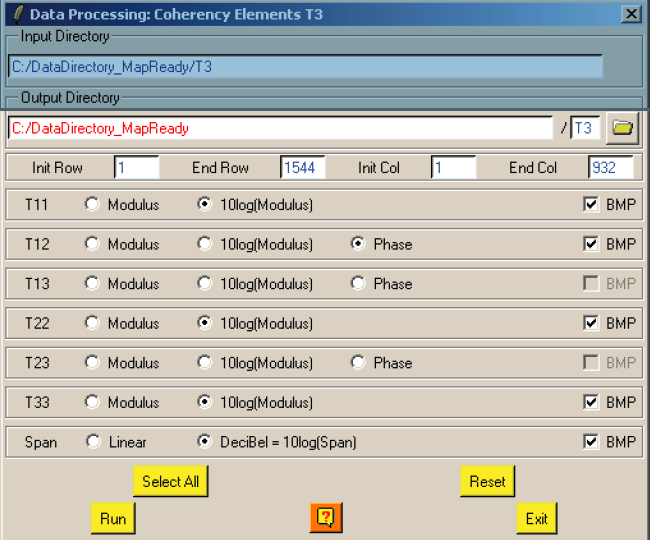 Data Processing: Coherency Elements T3
Input Directory
C:/DataDirectory_MapReady/T3
Output Directory
C:/DataDirectory_MapReady / T3
Init Row 1 End Row 1544 Init Col 1 End Col 932
T11 Modulus 10log(Modulus) BMP
T12 Modulus 10log(Modulus) Phase BMP
T13 Modulus 10log(Modulus) Phase BMP
T22 Modulus 10log(Modulus) BMP
T23 Modulus 10log(Modulus) Phase BMP
T33 Modulus 10log(Modulus) BMP
Span Linear DeciBel = 10log(Span) BMP
Select All Reset
Run ? Exit